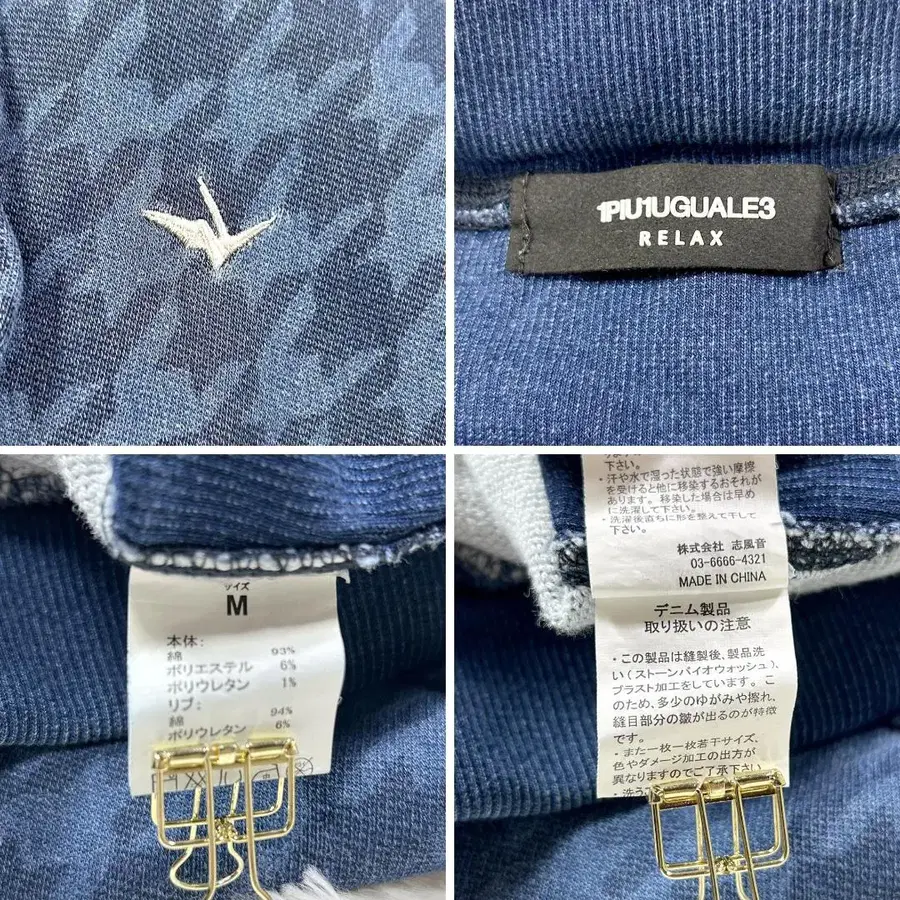 1PIU1UGUALE3
RELAX
サイズ
M
本体:
綿 93%
ポリエステル 6%
ポリウレタン 1%
リブ:
綿 94%
ポリウレタン 6%
下さい。
・汗や水で湿った状態で強い摩擦
を受けると他に移染するおそれが
あります。移染した場合は早め
に洗濯して下さい。
・洗濯後直ちに形を整えて干して
下さい。
株式会社 志風音
03-6666-4321
MADE IN CHINA
デニム製品
取り扱いの注意
・この製品は縫製後、製品洗
い(ストーンバイオウォッシュ)、
ブラスト加工をしています。こ
のため、多少のゆがみや擦れ、
縫目部分の皺が出るのが特徴
です。
・また一枚一枚若干サイズ、
色やダメージ加工の出方が
異なりますのでご了承下さい
・洗う